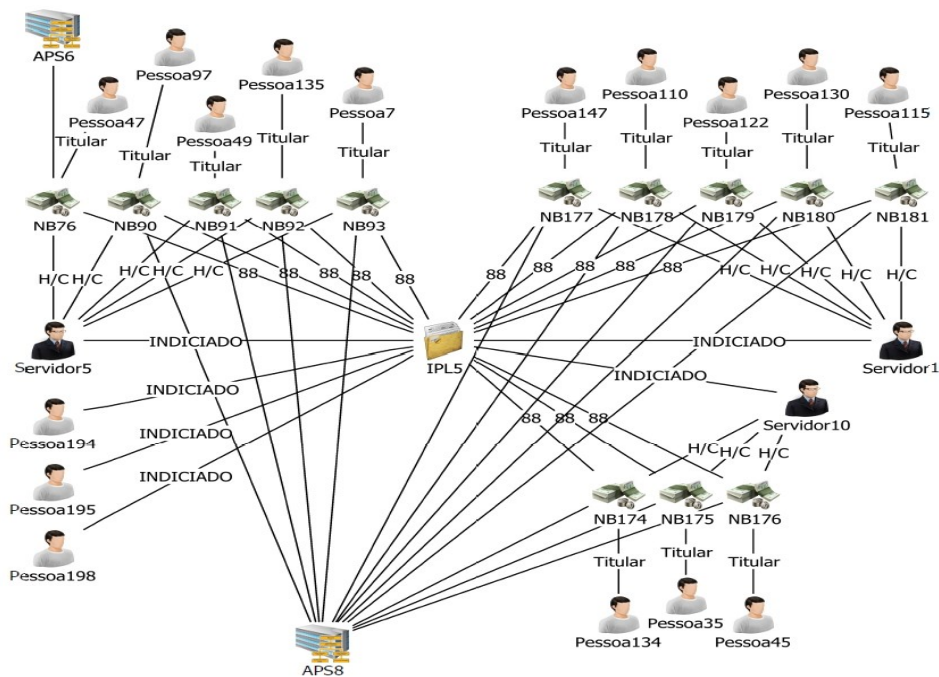 APS6
Pessoa97
Pessoa135
Pessoa47
Pessoa49
Pessoa7
Pessoa147
Pessoa110
Pessoa122
Pessoa130
Pessoa115
Titular
Titular
Titular
Titular
Titular
Titular
Titular
Titular
Titular
Titular
NB76
NB90
NB91
NB92
NB93
NB177
NB178
NB179
NB180
NB181
H/C
H/C
H/C
H/C
H/C
88
88
88
88
88
88
88
88
88
88
H/C
H/C
H/C
H/C
H/C
Servidor5
INDICIADO
IPL5
INDICIADO
Servidor1
INDICIADO
INDICIADO
Pessoa194
88
88
88
Servidor10
INDICIADO
H/C
H/C
H/C
Pessoa195
INDICIADO
NB174
NB175
NB176
Pessoa198
Titular
Titular
Titular
Pessoa134
Pessoa35
Pessoa45
APS8